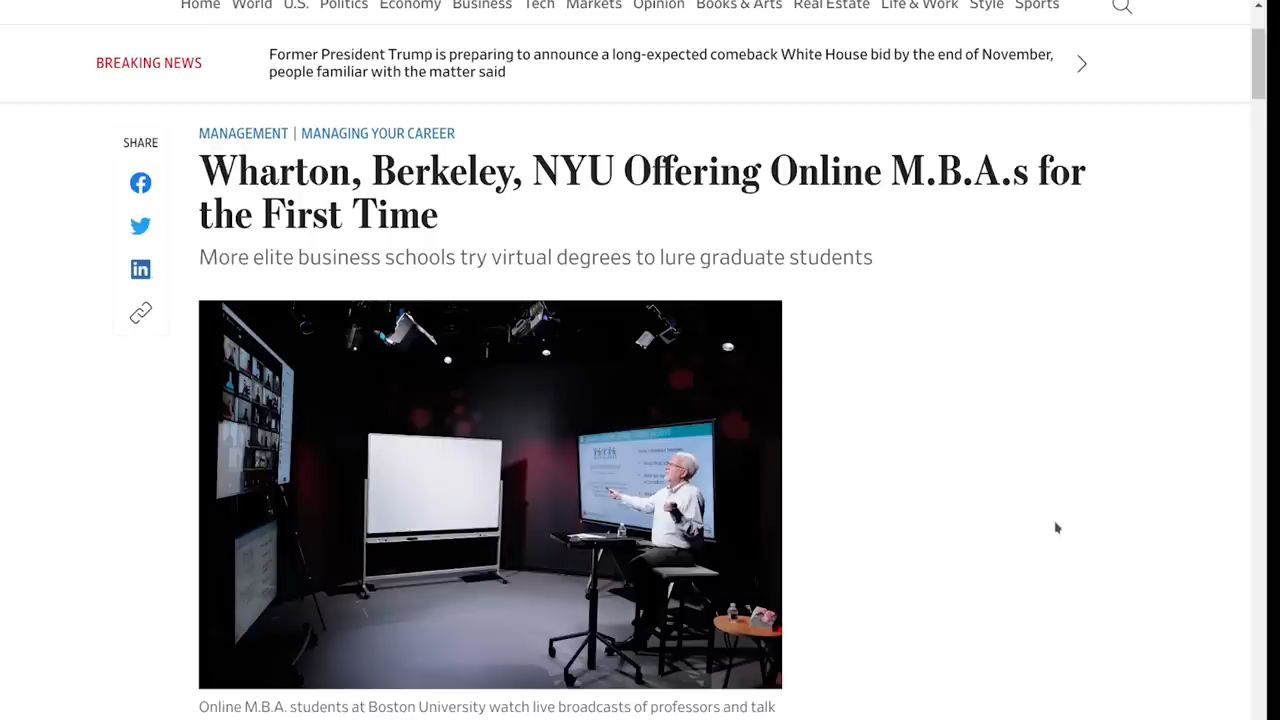 Home World U.S. Politics Economy Business Tech Markets Opinion Books & Arts Real Estate Life & Work Style Sports
BREAKING NEWS
Former President Trump is preparing to announce a long-expected comeback White House bid by the end of November,
people familiar with the matter said
SHARE
MANAGEMENT | MANAGING YOUR CAREER
Wharton, Berkeley, NYU Offering Online M.B.A.s for
the First Time
More elite business schools try virtual degrees to lure graduate students
Online M.B.A. students at Boston University watch live broadcasts of professors and talk